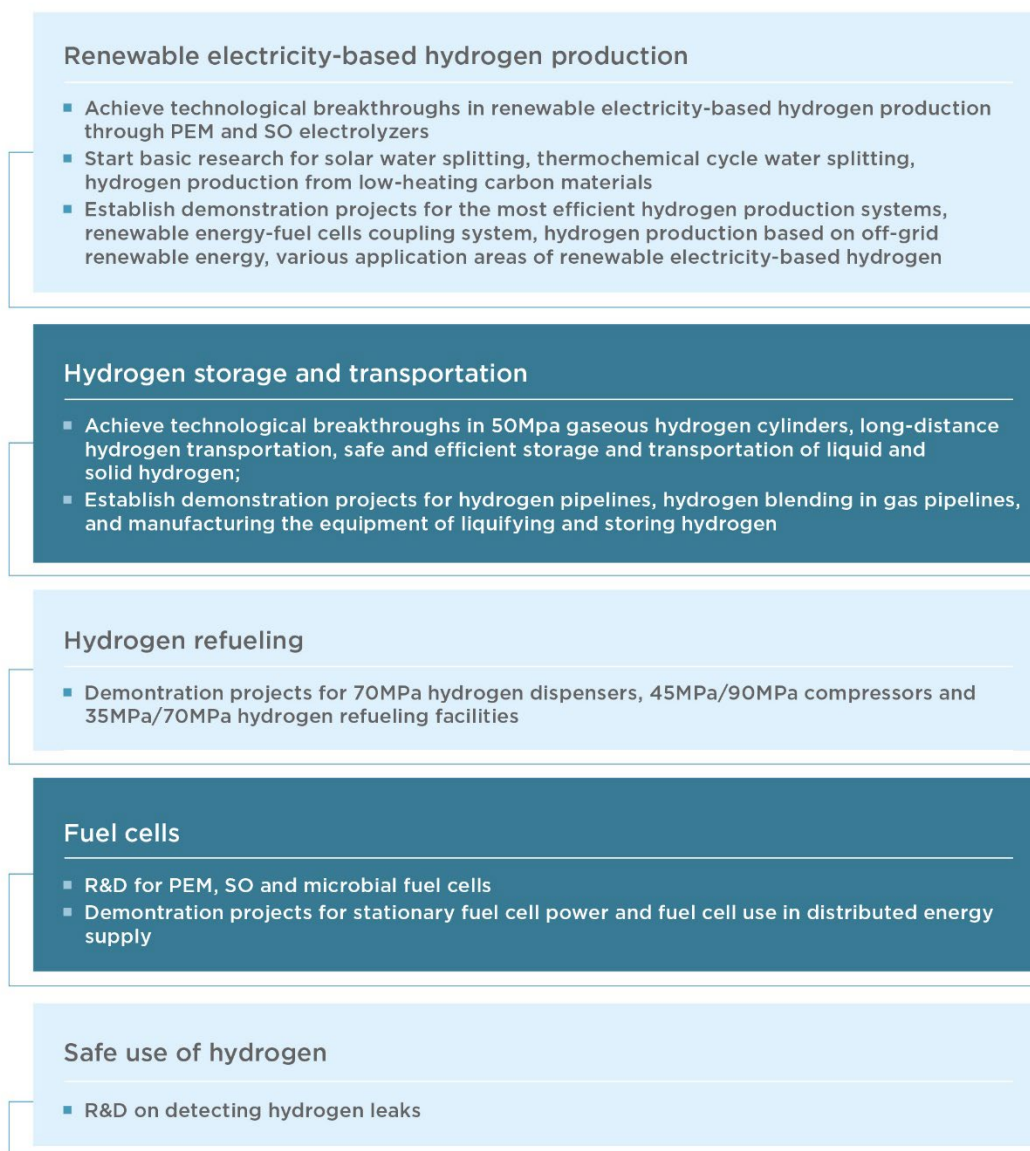 Renewable electricity-based hydrogen production
▪ Achieve technological breakthroughs in renewable electricity-based hydrogen production
through PEM and SO electrolyzers
▪ Start basic research for solar water splitting, thermochemical cycle water splitting,
hydrogen production from low-heating carbon materials
▪ Establish demonstration projects for the most efficient hydrogen production systems,
renewable energy-fuel cells coupling system, hydrogen production based on off-grid
renewable energy, various application areas of renewable electricity-based hydrogen
Hydrogen storage and transportation
▪ Achieve technological breakthroughs in 50Mpa gaseous hydrogen cylinders, long-distance
hydrogen transportation, safe and efficient storage and transportation of liquid and
solid hydrogen;
▪ Establish demonstration projects for hydrogen pipelines, hydrogen blending in gas pipelines,
and manufacturing the equipment of liquifying and storing hydrogen
Hydrogen refueling
▪ Demontration projects for 70MPa hydrogen dispensers, 45MPa/90MPa compressors and
35MPa/70MPa hydrogen refueling facilities
Fuel cells
▪ R&D for PEM, SO and microbial fuel cells
▪ Demontration projects for stationary fuel cell power and fuel cell use in distributed energy
supply
Safe use of hydrogen
▪ R&D on detecting hydrogen leaks